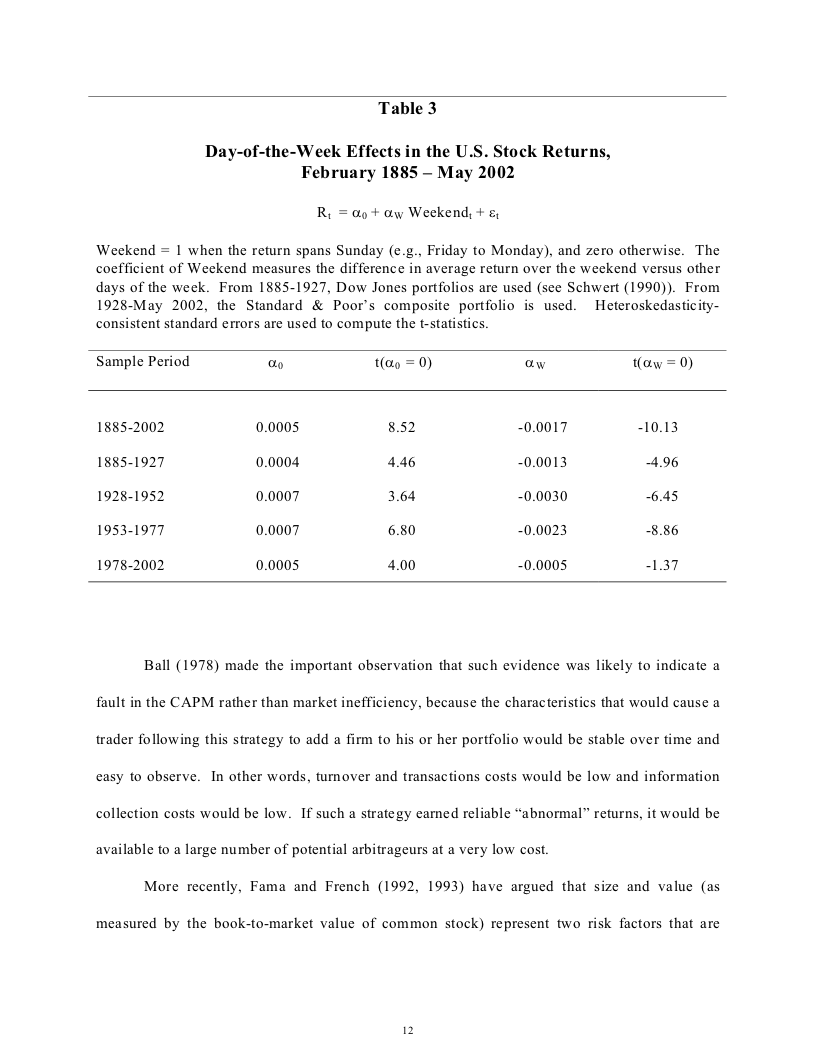 Table 3
Day-of-the-Week Effects in the U.S. Stock Returns,
February 1885 – May 2002
Rt = α0 + αW Weekendt + εt
Weekend = 1 when the return spans Sunday (e.g., Friday to Monday), and zero otherwise. The
coefficient of Weekend measures the difference in average return over the weekend versus other
days of the week. From 1885-1927, Dow Jones portfolios are used (see Schwert (1990)). From
1928-May 2002, the Standard & Poor's composite portfolio is used. Heteroskedasticity-
consistent standard errors are used to compute the t-statistics.
Sample Period α0 t(α0 = 0) αW t(αW = 0)
1885-2002 0.0005 8.52 -0.0017 -10.13
1885-1927 0.0004 4.46 -0.0013 -4.96
1928-1952 0.0007 3.64 -0.0030 -6.45
1953-1977 0.0007 6.80 -0.0023 -8.86
1978-2002 0.0005 4.00 -0.0005 -1.37
Ball (1978) made the important observation that such evidence was likely to indicate a
fault in the CAPM rather than market inefficiency, because the characteristics that would cause a
trader following this strategy to add a firm to his or her portfolio would be stable over time and
easy to observe. In other words, turnover and transactions costs would be low and information
collection costs would be low. If such a strategy earned reliable “abnormal” returns, it would be
available to a large number of potential arbitrageurs at a very low cost.
More recently, Fama and French (1992, 1993) have argued that size and value (as
measured by the book-to-market value of common stock) represent two risk factors that are
12